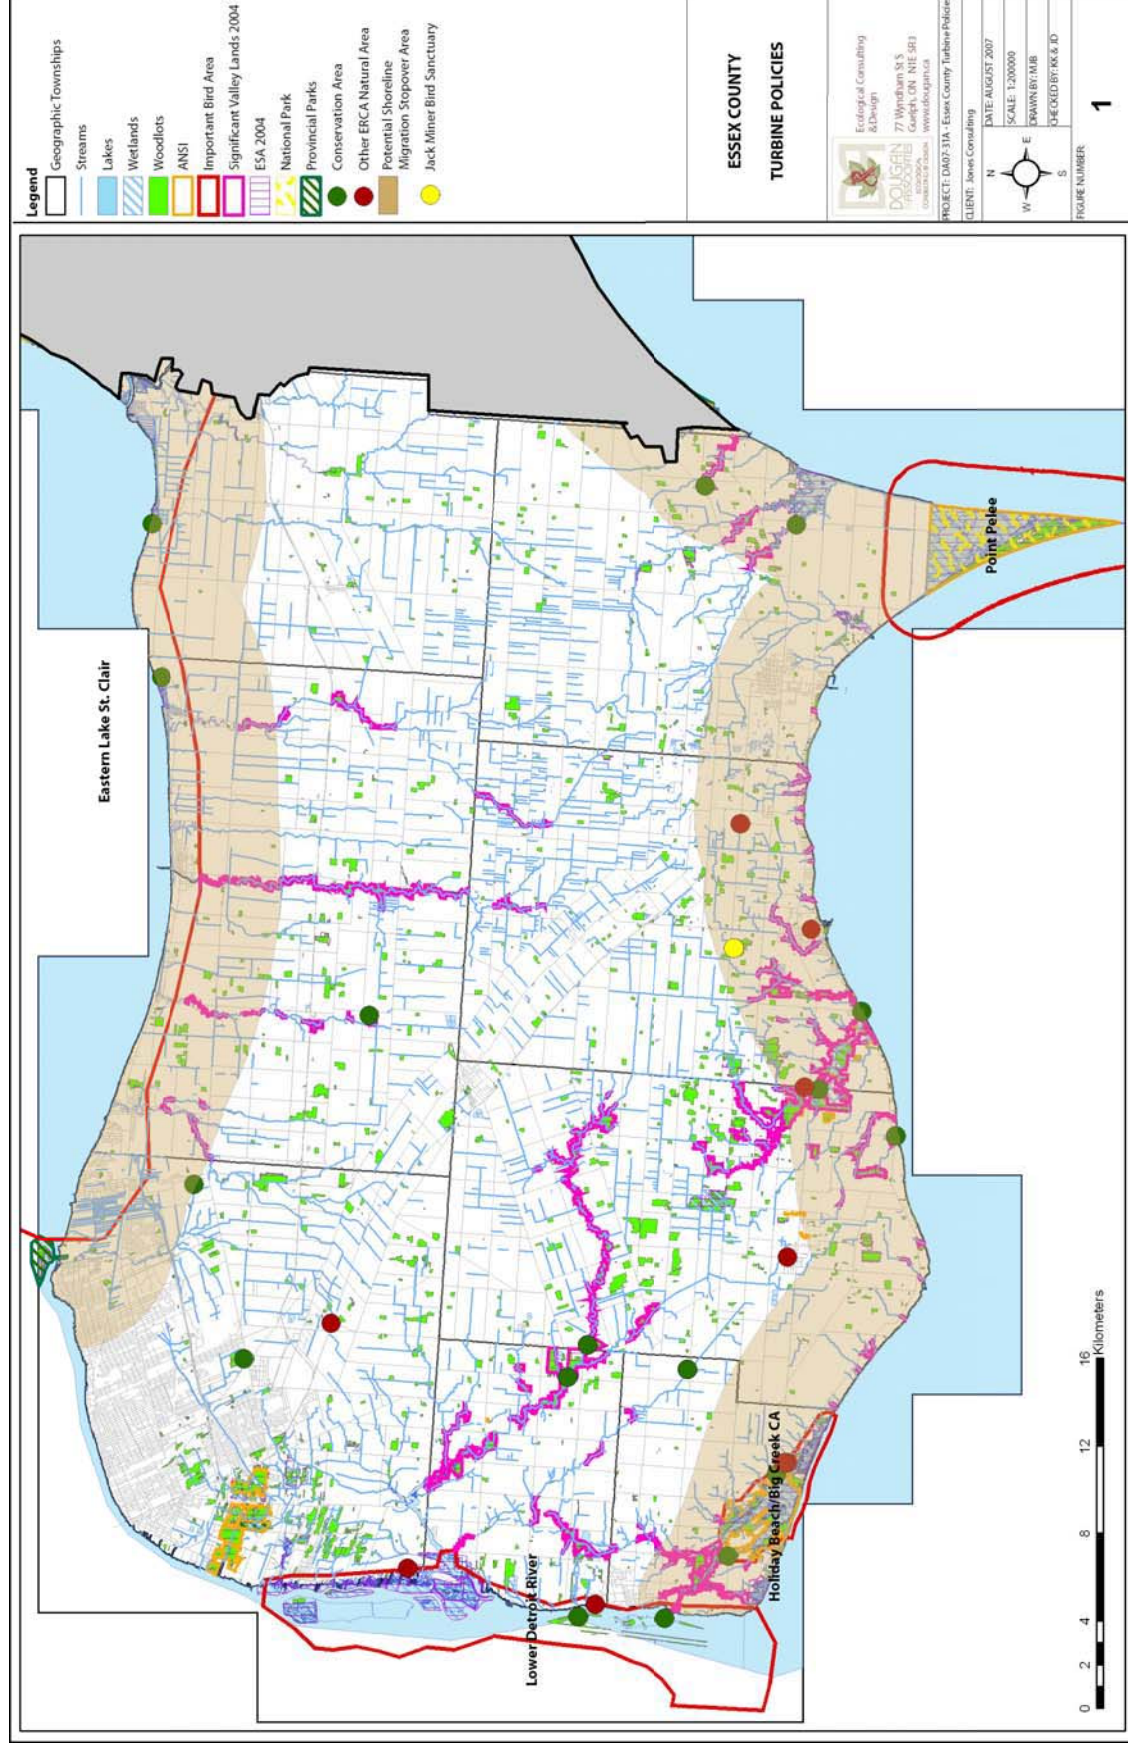 Legend
Geographic Townships
Streams
Lakes
Wetlands
Woodlots
ANSI
Important Bird Area
Significant Valley Lands 2004
ESA 2004
National Park
Provincial Parks
Conservation Area
Other ERCA Natural Area
Potential Shoreline
Migration Stopover Area
Jack Miner Bird Sanctuary
ESSEX COUNTY
TURBINE POLICIES
DOUGAN
& ASSOCIATES
Ecological Consulting
& Design
77 Wyndham St S
Guelph, ON N1E 5R3
www.dougan.ca
PROJECT: DA07-31A - Essex County Turbine Policies
CLIENT: Jones Consulting
DATE: AUGUST 2007
SCALE: 1:200000
DRAWN BY: MJB
CHECKED BY: KK & JD
N
W
E
S
FIGURE NUMBER:
1
Eastern Lake St. Clair
Point Pelee
Lower Detroit River
Holiday Beach/Big Creek CA
0 2 4 8 12 16
Kilometers